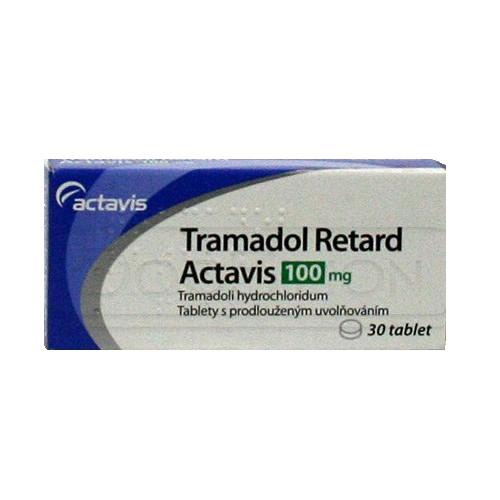 actavis
Tramadol Retard
Actavis 100 mg
Tramadoli hydrochloridum
Tablety s prodlouženým uvolňováním
30 tablet